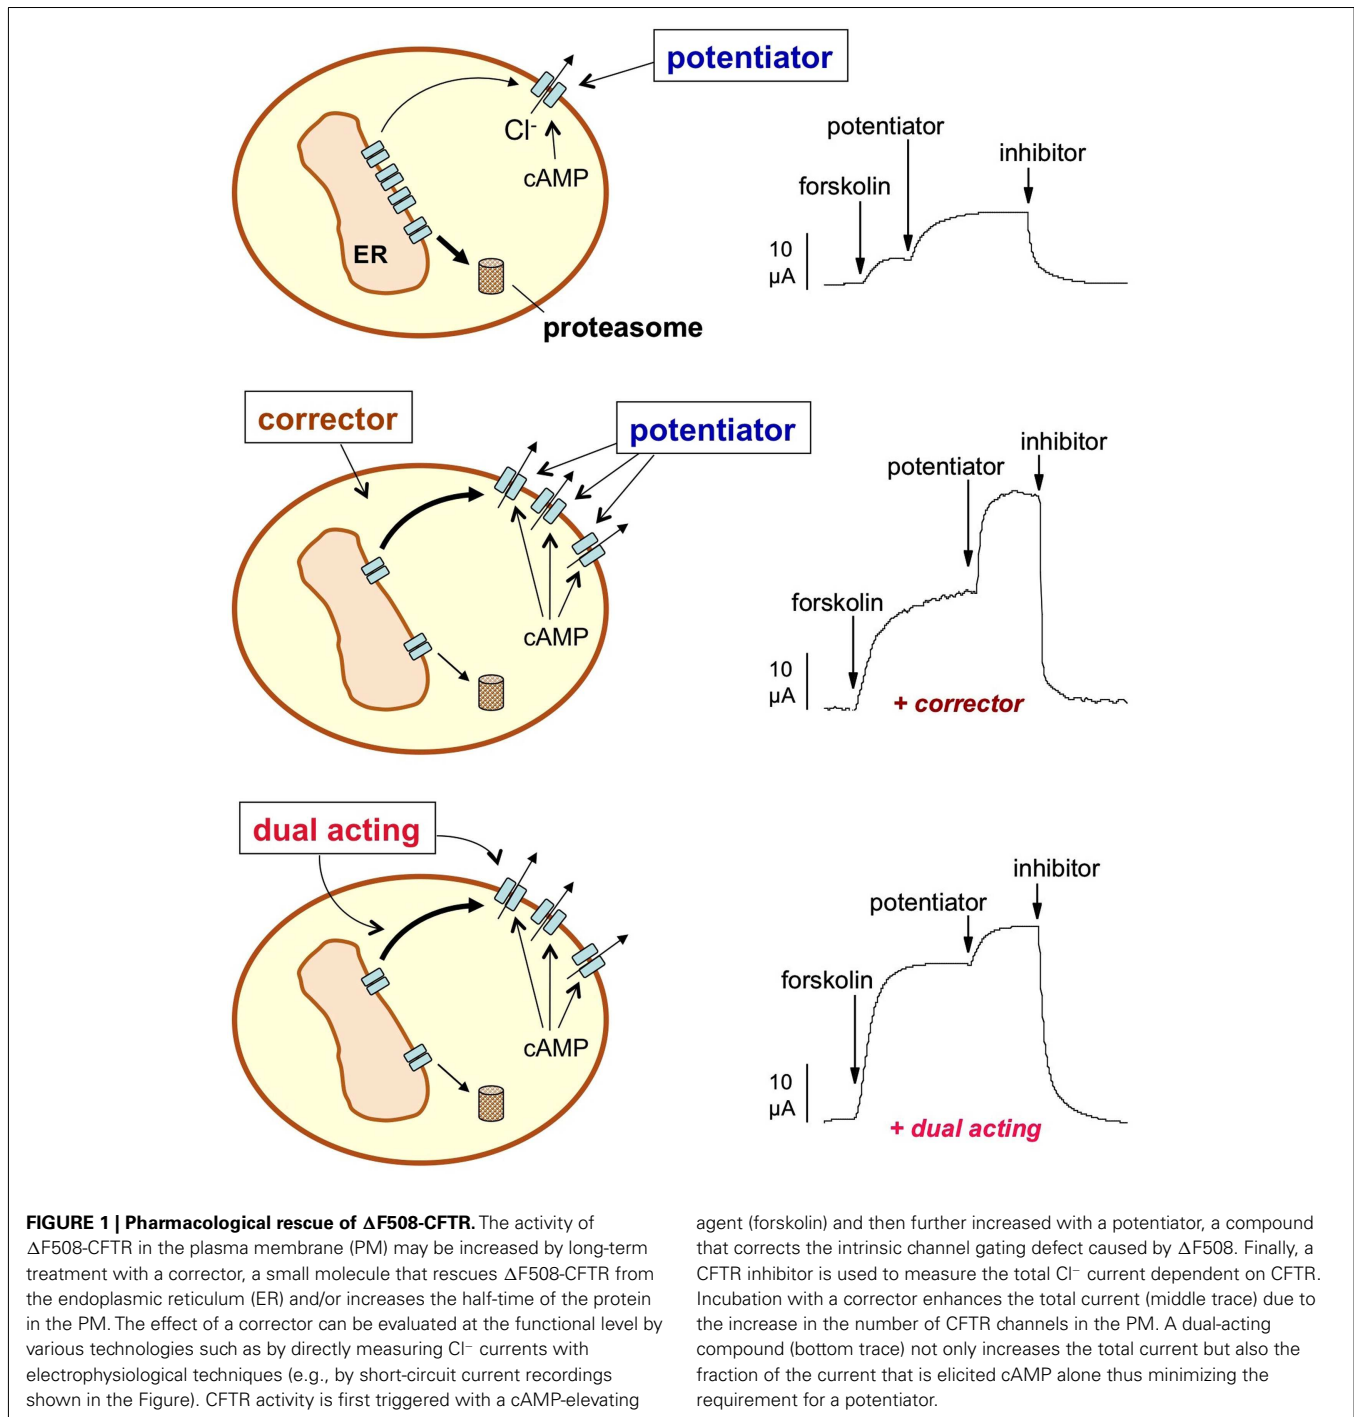 potentiator
Cl⁻
cAMP
ER
proteasome
potentiator
inhibitor
forskolin
10
µA
corrector
potentiator
cAMP
inhibitor
potentiator
forskolin
10
µA
+ corrector
dual acting
cAMP
inhibitor
potentiator
forskolin
10
µA
+ dual acting
FIGURE 1 | Pharmacological rescue of ΔF508-CFTR. The activity of
ΔF508-CFTR in the plasma membrane (PM) may be increased by long-term
treatment with a corrector, a small molecule that rescues ΔF508-CFTR from
the endoplasmic reticulum (ER) and/or increases the half-time of the protein
in the PM. The effect of a corrector can be evaluated at the functional level by
various technologies such as by directly measuring Cl⁻ currents with
electrophysiological techniques (e.g., by short-circuit current recordings
shown in the Figure). CFTR activity is first triggered with a cAMP-elevating
agent (forskolin) and then further increased with a potentiator, a compound
that corrects the intrinsic channel gating defect caused by ΔF508. Finally, a
CFTR inhibitor is used to measure the total Cl⁻ current dependent on CFTR.
Incubation with a corrector enhances the total current (middle trace) due to
the increase in the number of CFTR channels in the PM. A dual-acting
compound (bottom trace) not only increases the total current but also the
fraction of the current that is elicited cAMP alone thus minimizing the
requirement for a potentiator.